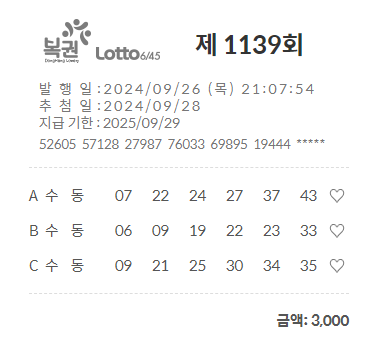 복권 Lotto6/45 제 1139회
DongHang Lottery
발 행 일 : 2024/09/26 (목) 21:07:54
추 첨 일 : 2024/09/28
지급 기한 : 2025/09/29
52605 57128 27987 76033 69895 19444 *****
A 수 동 07 22 24 27 37 43 ♡
B 수 동 06 09 19 22 23 33 ♡
C 수 동 09 21 25 30 34 35 ♡
금액: 3,000